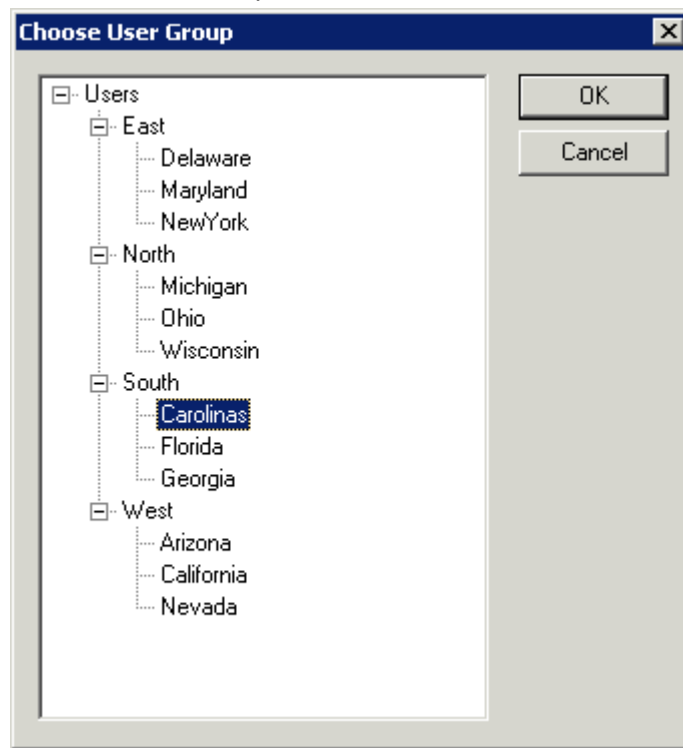 Choose User Group
Users
East
Delaware
Maryland
NewYork
North
Michigan
Ohio
Wisconsin
South
Carolinas
Florida
Georgia
West
Arizona
California
Nevada
OK
Cancel